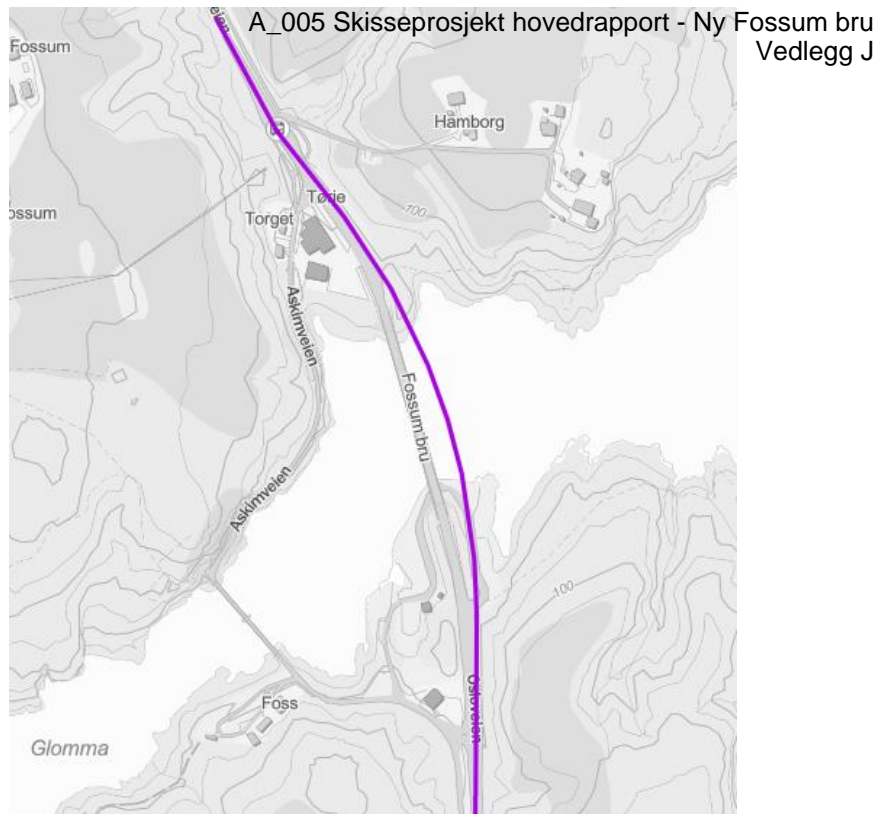 A_005 Skisseprosjekt hovedrapport - Ny Fossum bru
Vedlegg J
eien
Fossum
Hamborg
ossum
Tørje
Torget
100
Askimveien
Fossum bru
Askimveien
100
Osloveien
Foss
Glomma